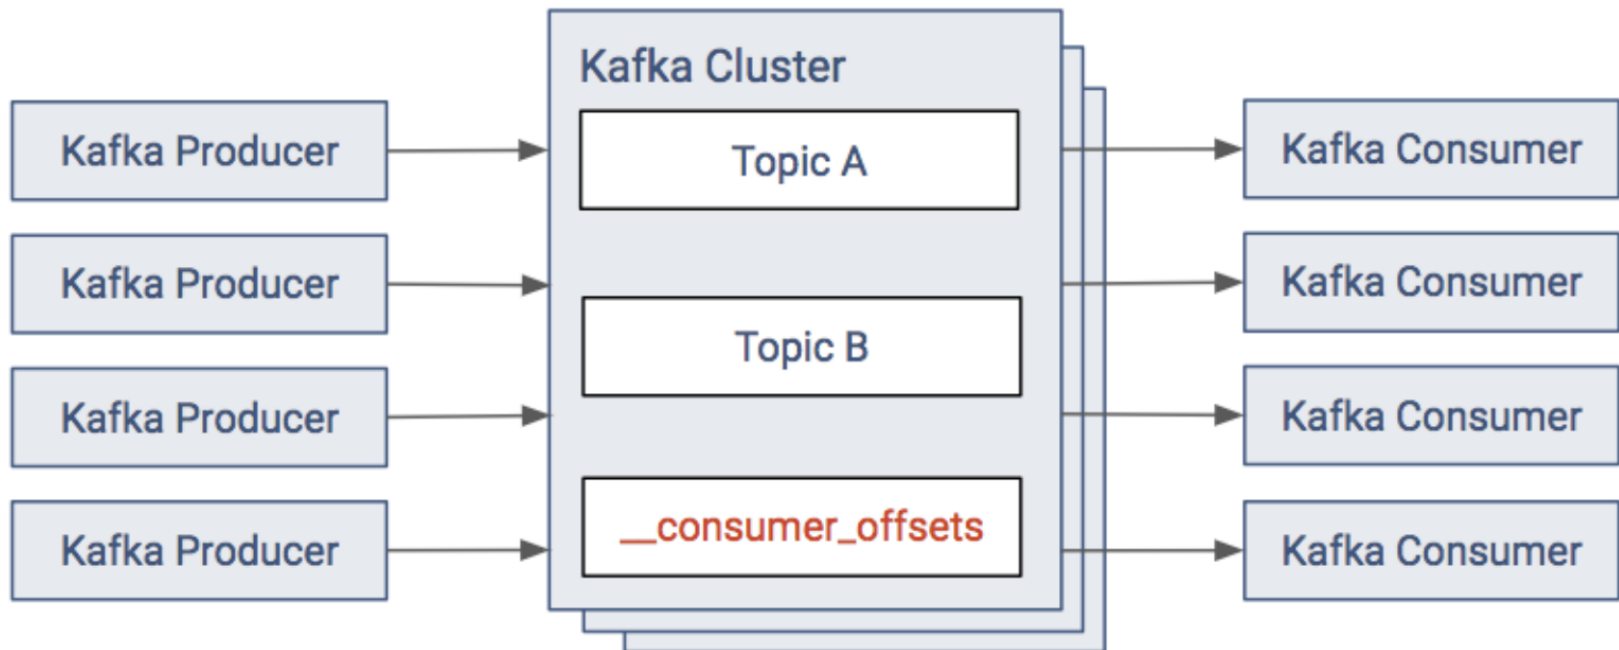 Kafka Cluster
Kafka Producer
Kafka Producer
Kafka Producer
Kafka Producer
Topic A
Topic B
__consumer_offsets
Kafka Consumer
Kafka Consumer
Kafka Consumer
Kafka Consumer